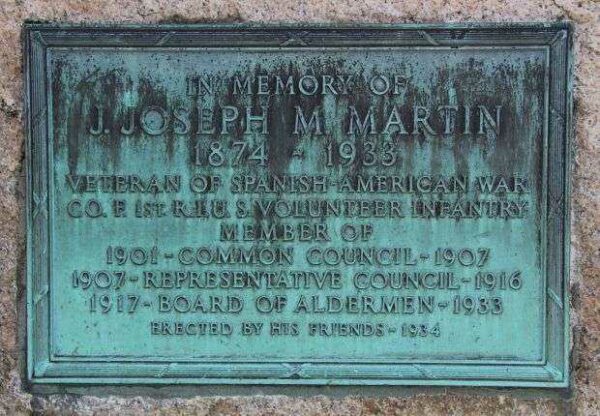 IN MEMORY OF
J. JOSEPH M. MARTIN
1874 - 1933
VETERAN OF SPANISH-AMERICAN WAR
CO. F. 1ST. R.I.U.S. VOLUNTEER INFANTRY
MEMBER OF
1901 - COMMON COUNCIL - 1907
1907 - REPRESENTATIVE COUNCIL - 1916
1917 - BOARD OF ALDERMEN - 1933
ERECTED BY HIS FRIENDS - 1934